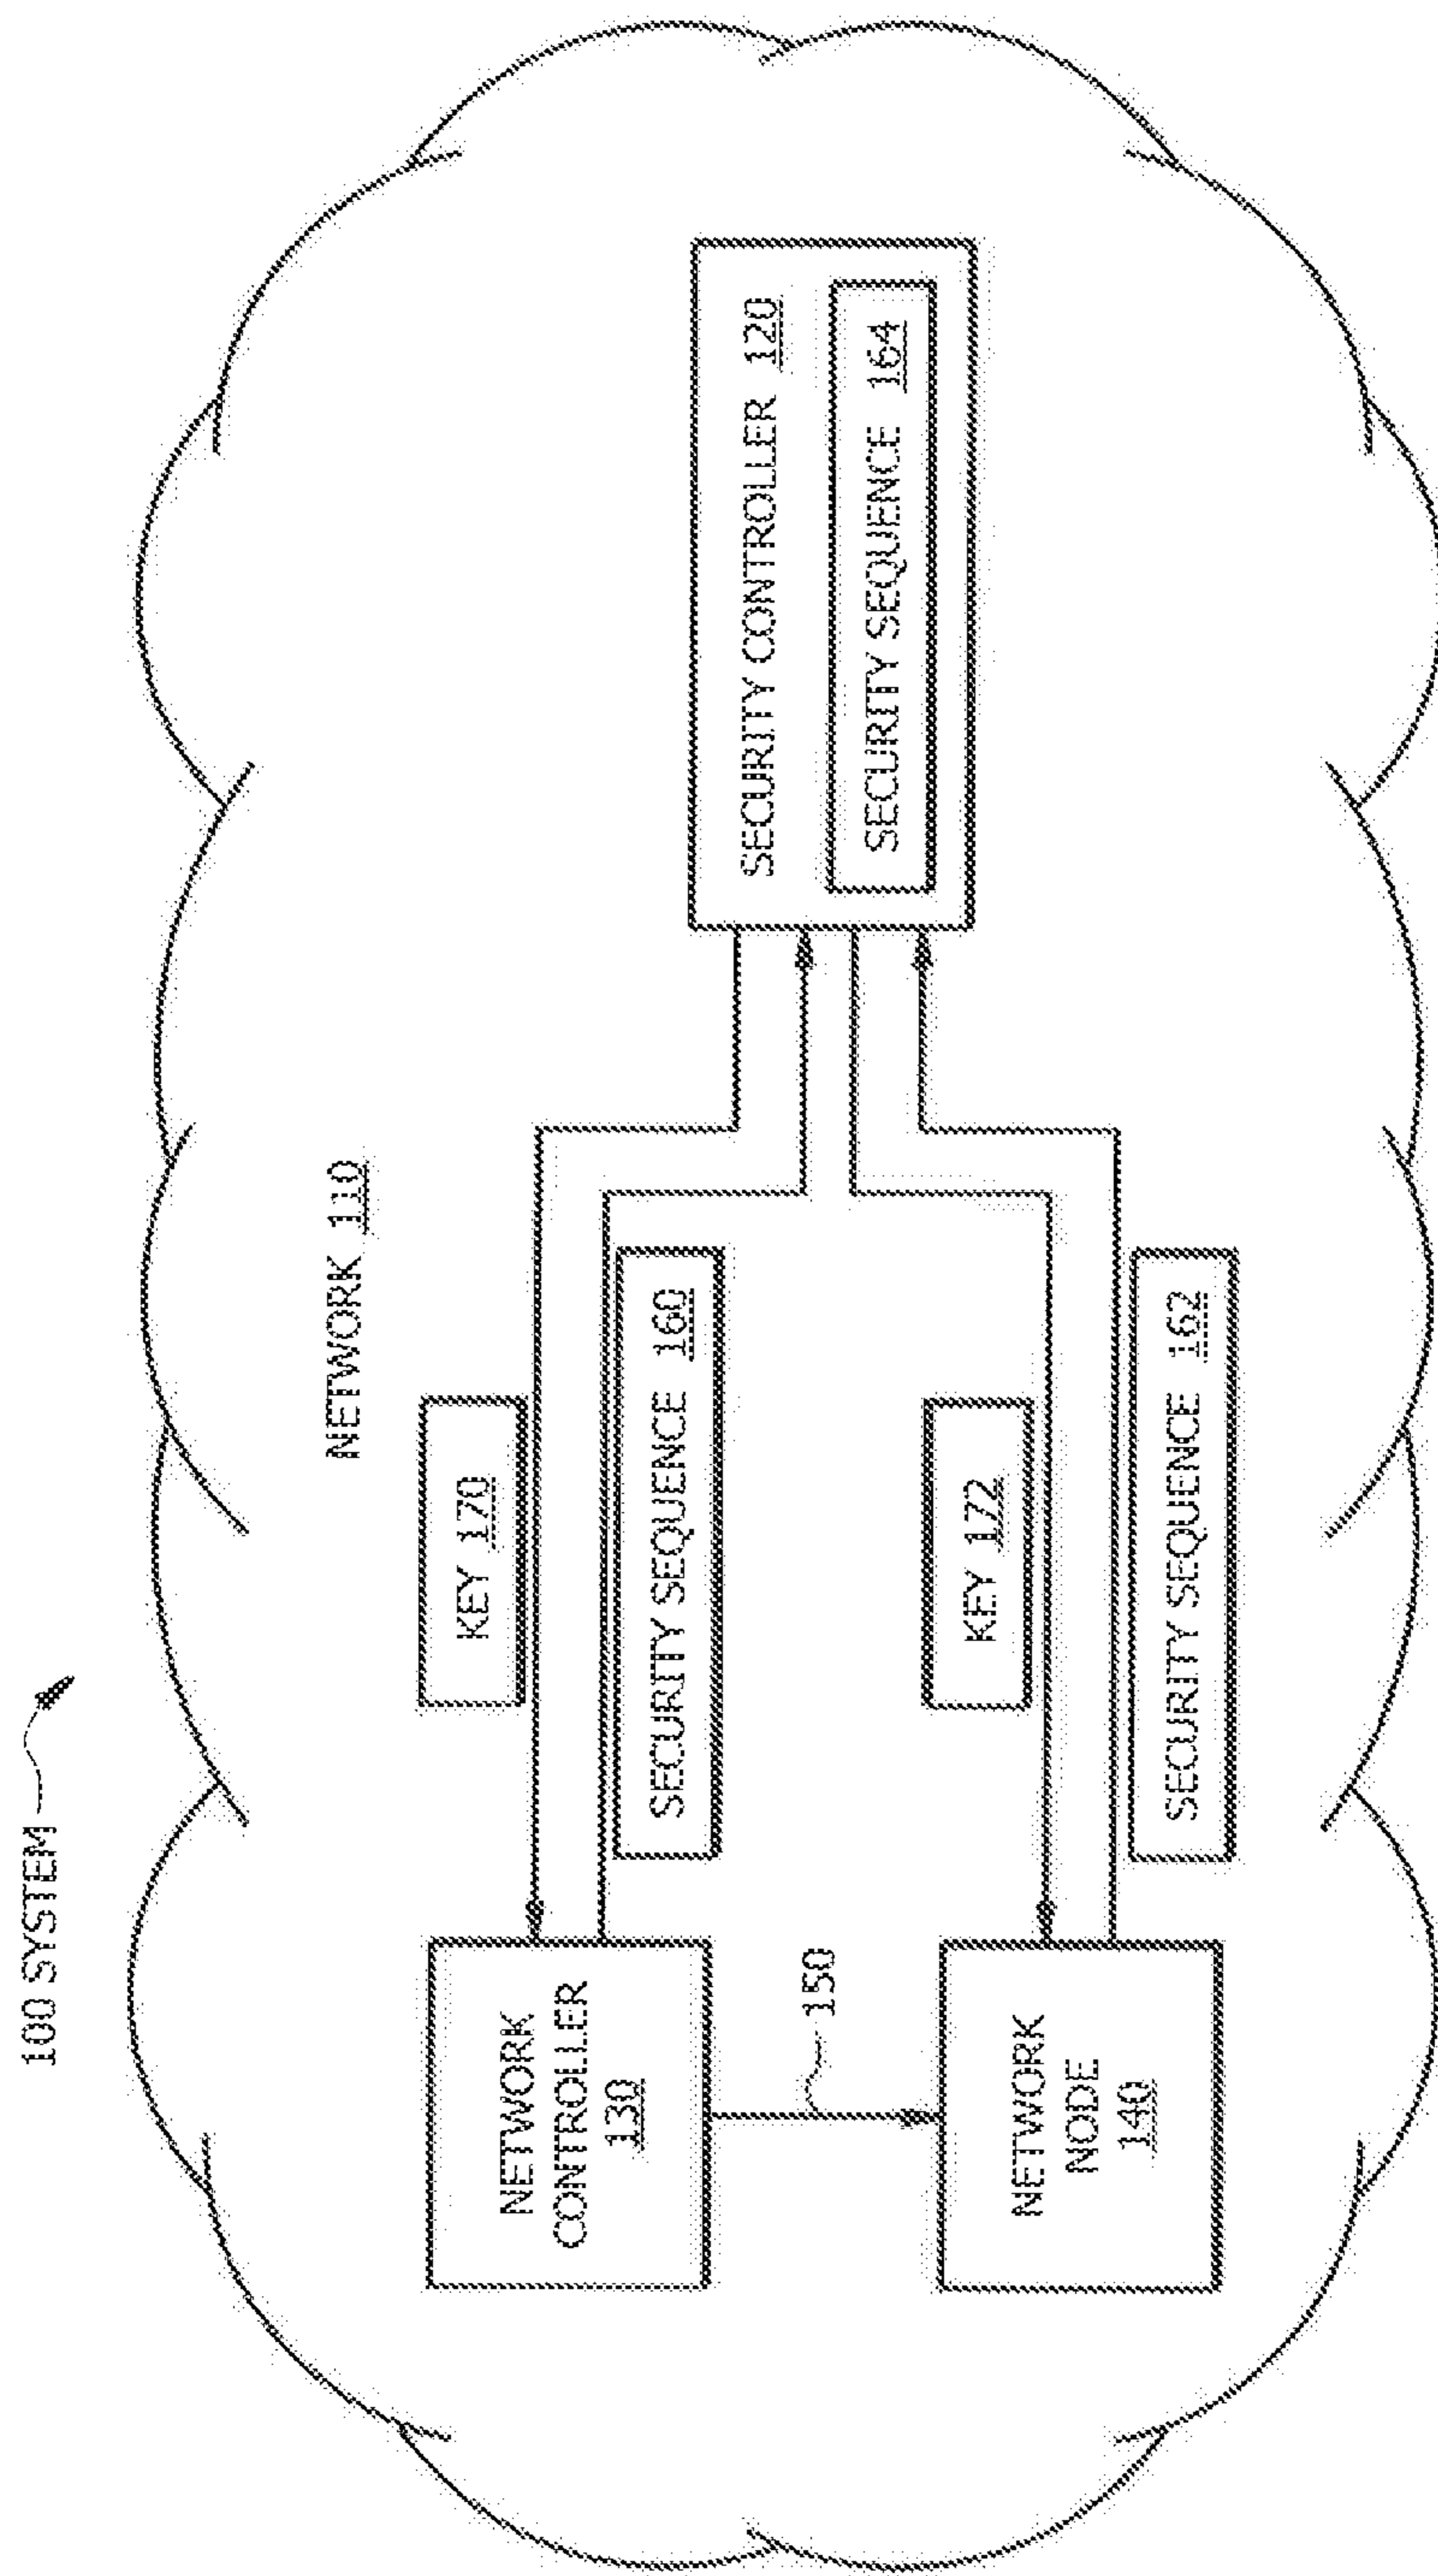 100 SYSTEM
NETWORK 110
KEY 170
SECURITY SEQUENCE 160
NETWORK
CONTROLLER
130
SECURITY CONTROLLER 120
SECURITY SEQUENCE 164
150
KEY 172
SECURITY SEQUENCE 162
NETWORK
NODE
140